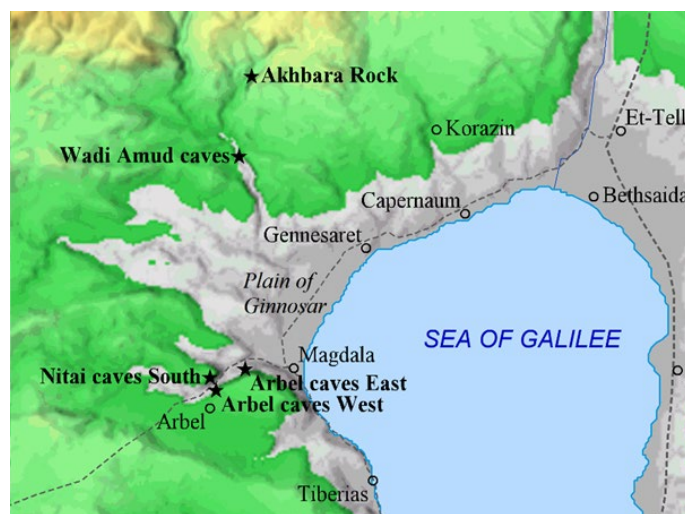 Akhbara Rock
Korazin
Et-Tell
Wadi Amud caves
Capernaum
Bethsaida
Gennesaret
Plain of
Ginnosar
SEA OF GALILEE
Magdala
Nitai caves South
Arbel caves East
Arbel caves West
Arbel
Tiberias